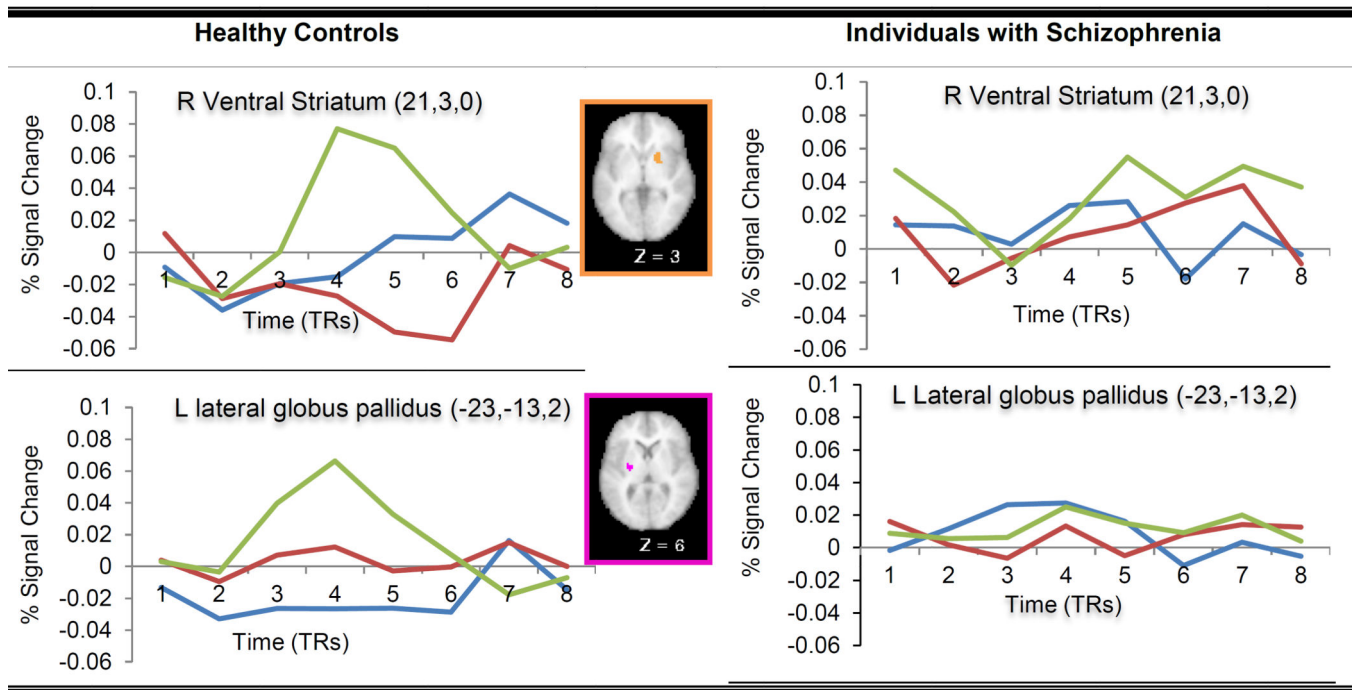 Healthy Controls
Individuals with Schizophrenia
R Ventral Striatum (21,3,0)
% Signal Change
0.1
0.08
0.06
0.04
0.02
0
-0.02
-0.04
-0.06
1 2 3 4 5 6 7 8
Time (TRs)
Z = 3
R Ventral Striatum (21,3,0)
% Signal Change
0.1
0.08
0.06
0.04
0.02
0
-0.02
-0.04
-0.06
1 2 3 4 5 6 7 8
Time (TRs)
L lateral globus pallidus (-23,-13,2)
% Signal Change
0.1
0.08
0.06
0.04
0.02
0
-0.02
-0.04
-0.06
1 2 3 4 5 6 7 8
Time (TRs)
Z = 6
L Lateral globus pallidus (-23,-13,2)
% Signal Change
0.1
0.08
0.06
0.04
0.02
0
-0.02
-0.04
-0.06
1 2 3 4 5 6 7 8
Time (TRs)